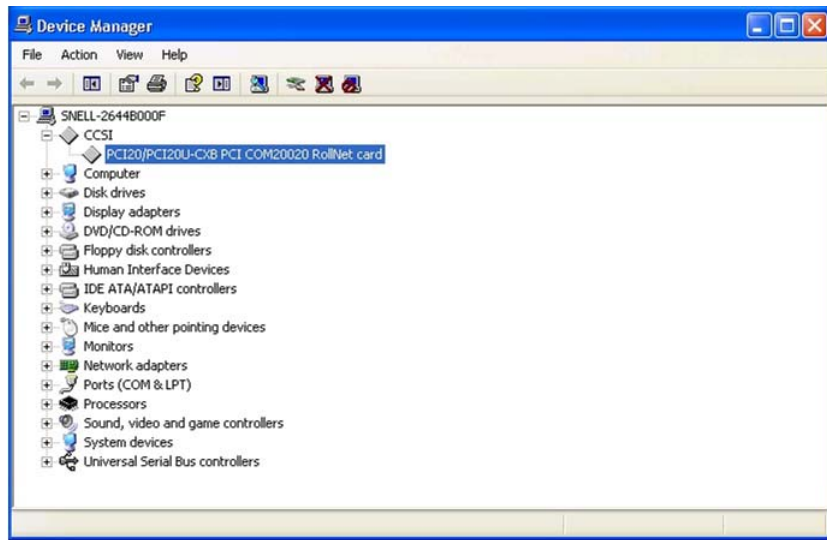 Device Manager
File Action View Help
SNELL-2644B000F
CCSI
PCI20/PCI20U-CXB PCI COM20020 RollNet card
Computer
Disk drives
Display adapters
DVD/CD-ROM drives
Floppy disk controllers
Human Interface Devices
IDE ATA/ATAPI controllers
Keyboards
Mice and other pointing devices
Monitors
Network adapters
Ports (COM & LPT)
Processors
Sound, video and game controllers
System devices
Universal Serial Bus controllers